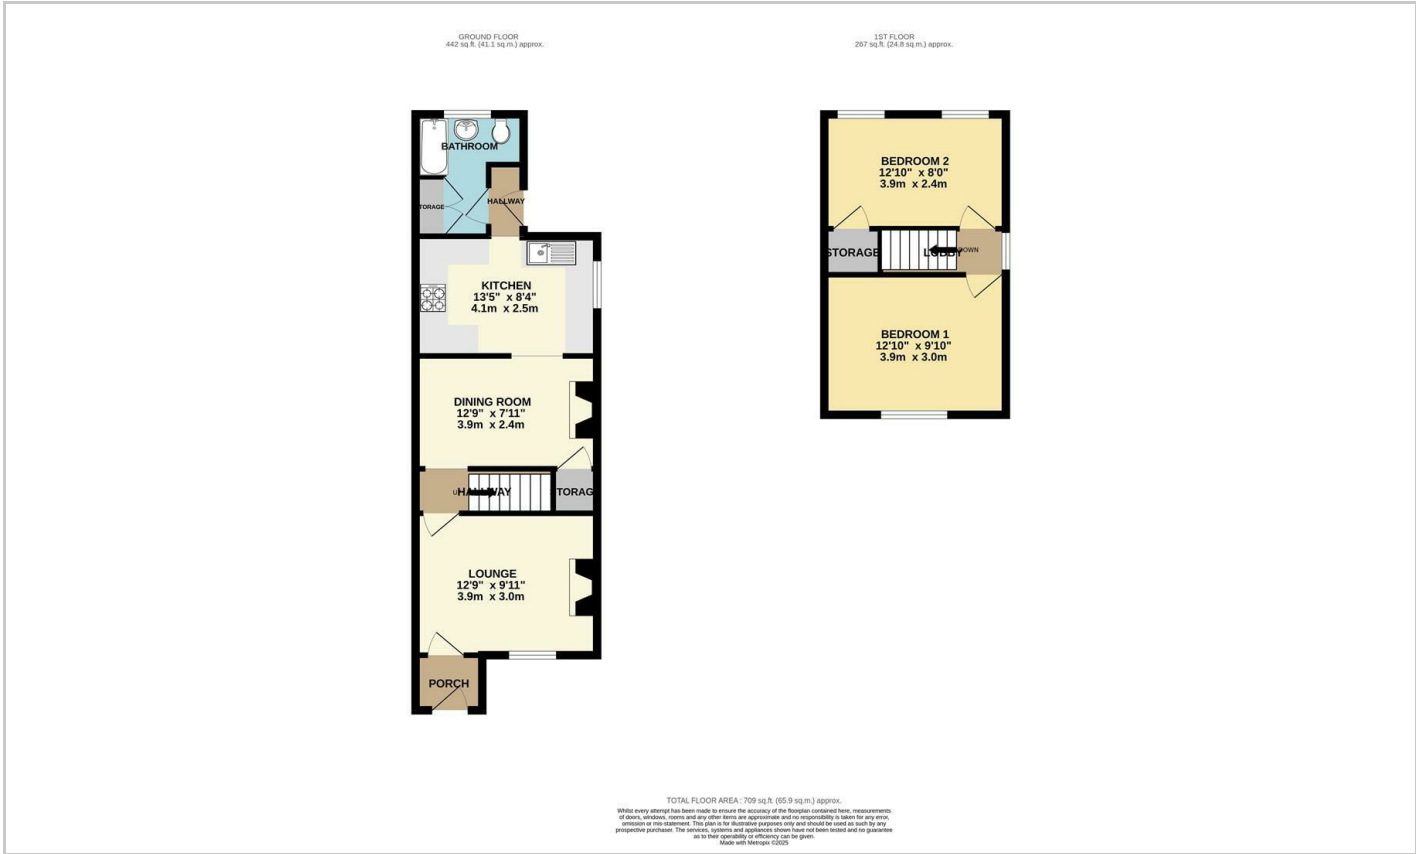 GROUND FLOOR
442 sq.ft. (41.1 sq.m.) approx.
BATHROOM
TORAGE
HALLWAY
KITCHEN
13'5" x 8'4"
4.1m x 2.5m
DINING ROOM
12'9" x 7'11"
3.9m x 2.4m
HALLWAY
TORAG
LOUNGE
12'9" x 9'11"
3.9m x 3.0m
PORCH
1ST FLOOR
267 sq.ft. (24.8 sq.m.) approx.
BEDROOM 2
12'10" x 8'0"
3.9m x 2.4m
STORAGE
LOBBY
DOWN
BEDROOM 1
12'10" x 9'10"
3.9m x 3.0m
TOTAL FLOOR AREA : 709 sq.ft. (65.9 sq.m.) approx.
Whilst every attempt has been made to ensure the accuracy of the floorplan contained here, measurements
of doors, windows, rooms and any other items are approximate and no responsibility is taken for any error,
omission or mis-statement. This plan is for illustrative purposes only and should be used as such by any
prospective purchaser. The services, systems and appliances shown have not been tested and no guarantee
as to their operability or efficiency can be given.
Made with Metropix ©2025